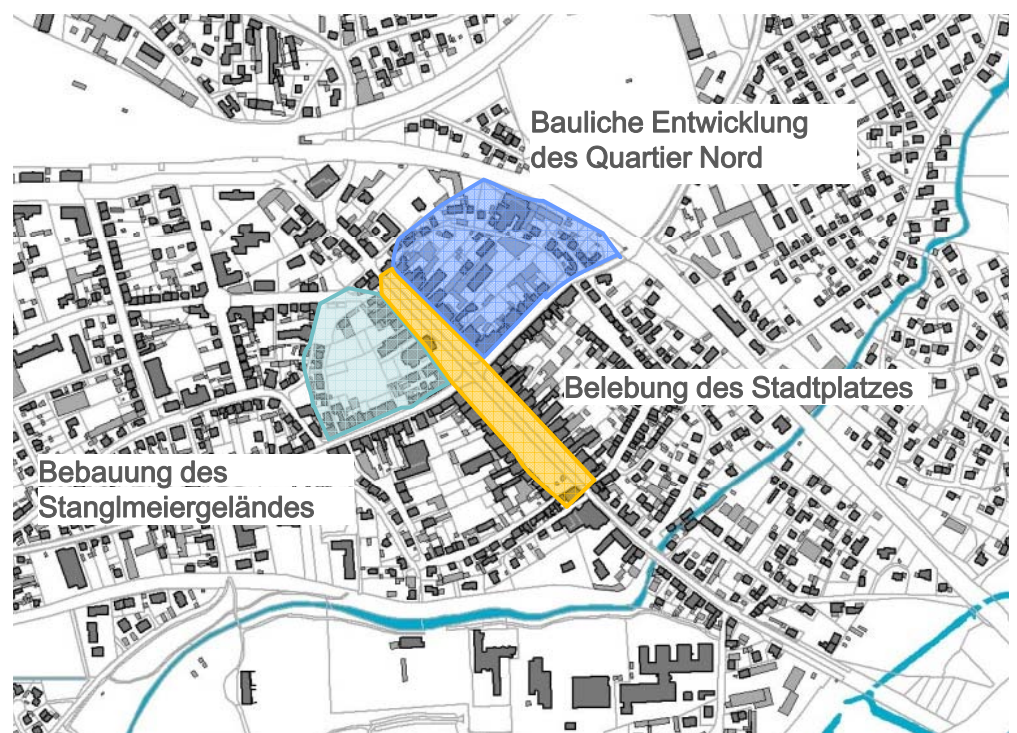 Bauliche Entwicklung
des Quartier Nord
Belebung des Stadtplatzes
Bebauung des
Stanglmeiergeländes